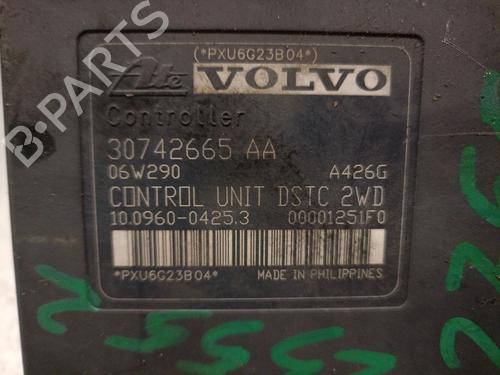 (*PXU6G23B04*)
Ate VOLVO
Controller
30742665 AA
06W290 A426G
CONTROL UNIT DSTC 2WD
10.0960-0425.3 00001251F0
*PXU6G23B04* MADE IN PHILIPPINES
B-PARTS